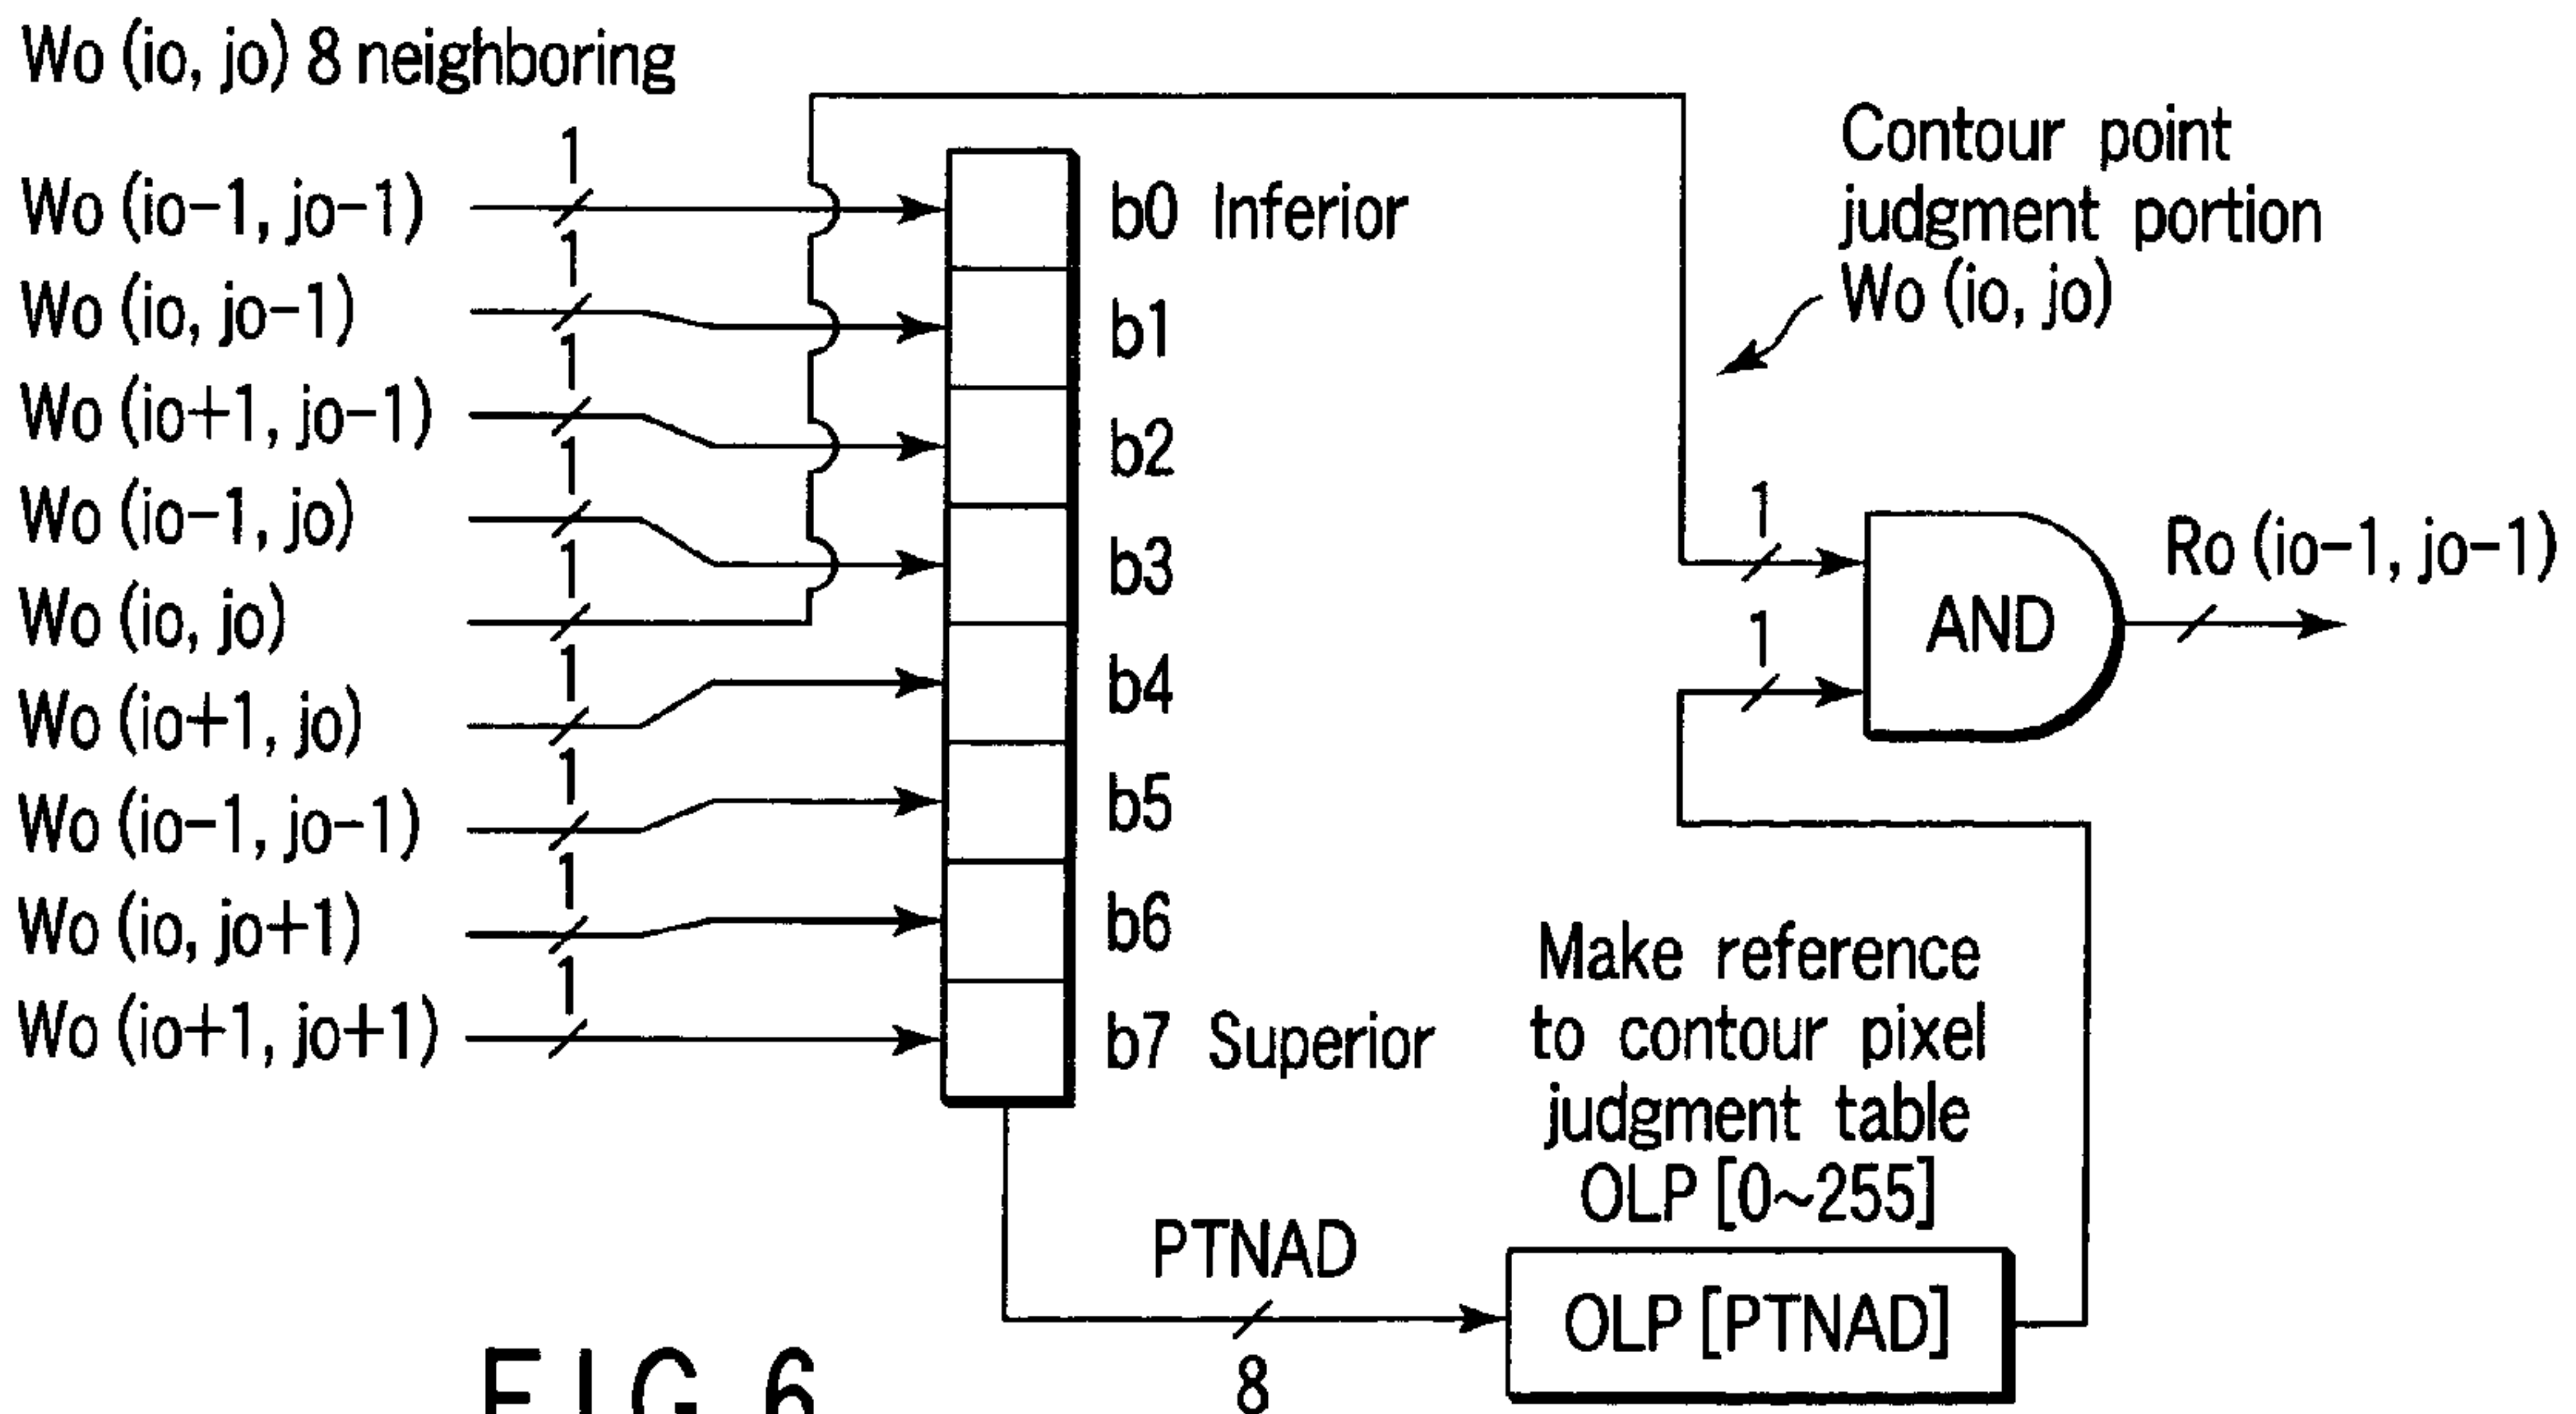 Wo (io, jo) 8 neighboring
1
Wo (io-1, jo-1)
b0 Inferior
1
Wo (io, jo-1)
b1
1
Wo (io+1, jo-1)
b2
1
Wo (io-1, jo)
b3
1
Wo (io, jo)
1
Wo (io+1, jo)
b4
1
Wo (io-1, jo-1)
b5
1
Wo (io, jo+1)
b6
1
Wo (io+1, jo+1)
b7 Superior
Contour point
judgment portion
Wo (io, jo)
1
1
AND
Ro (io-1, jo-1)
Make reference
to contour pixel
judgment table
OLP [0~255]
PTNAD
8
OLP [PTNAD]
FIG. 6